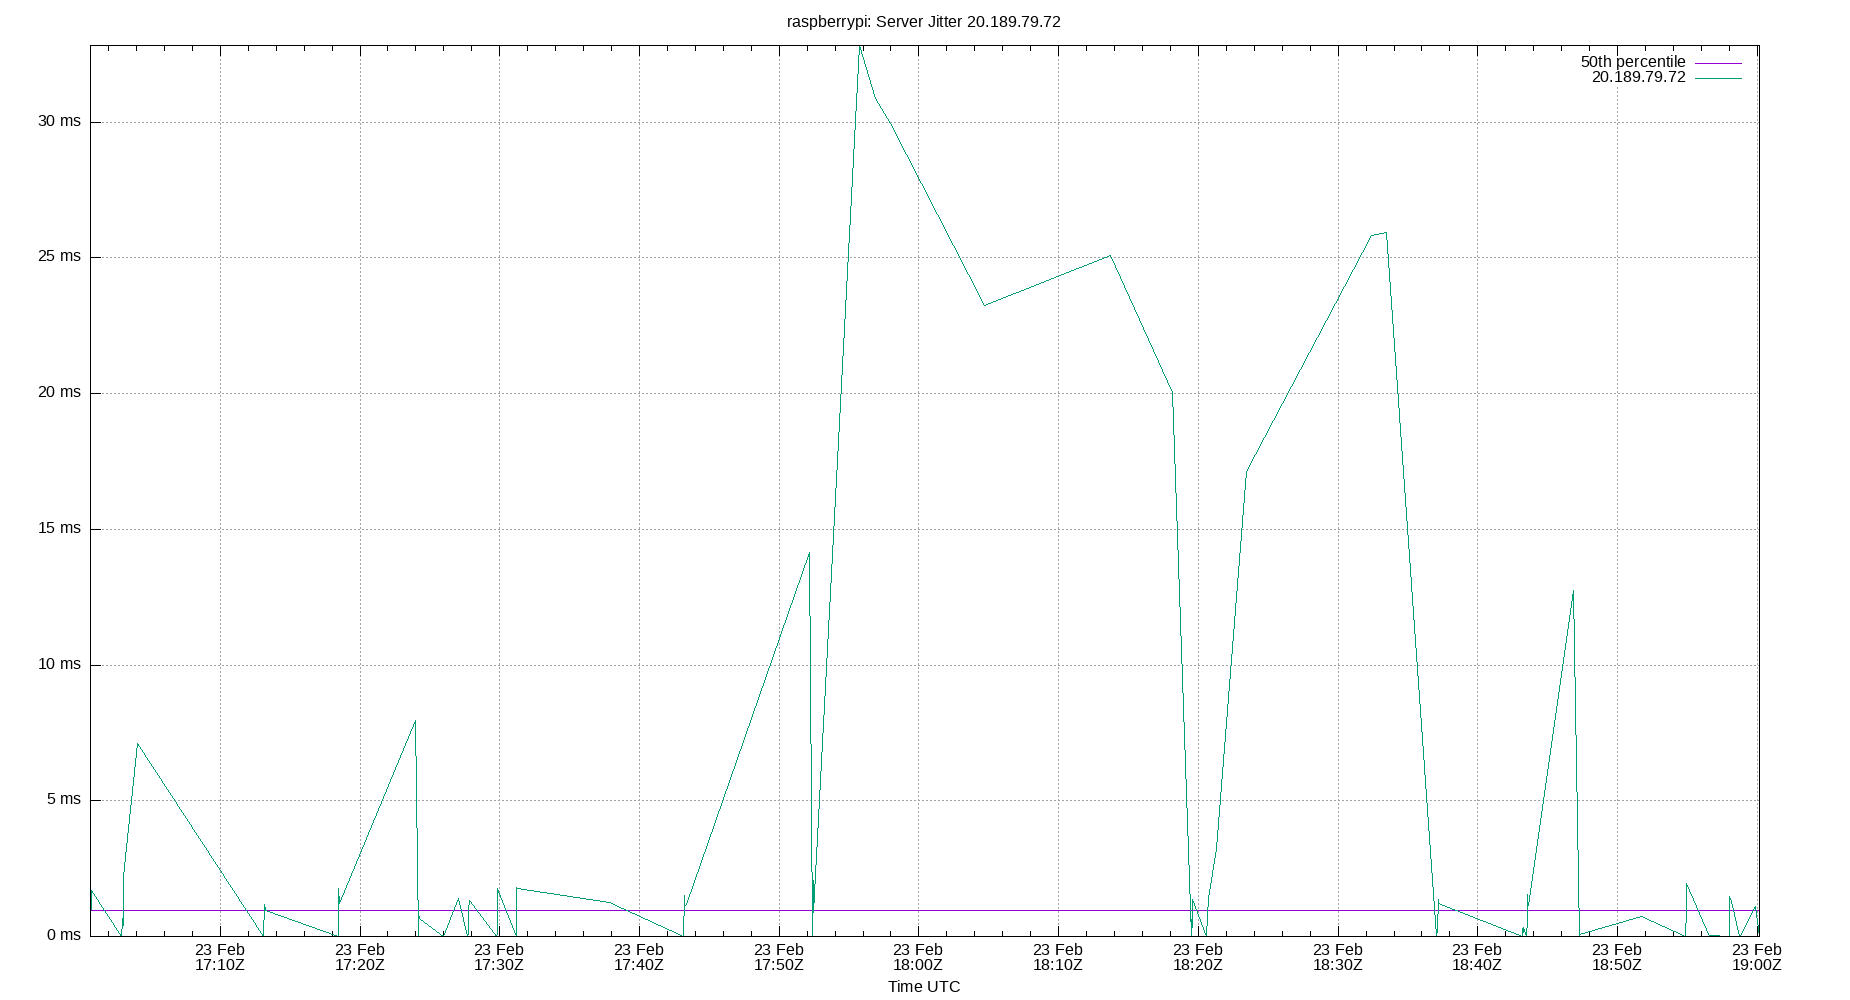 raspberrypi: Server Jitter 20.189.79.72
50th percentile
20.189.79.72
30 ms
25 ms
20 ms
15 ms
10 ms
5 ms
0 ms
23 Feb 23 Feb 23 Feb 23 Feb 23 Feb 23 Feb 23 Feb 23 Feb 23 Feb 23 Feb 23 Feb 23 Feb
17:10Z 17:20Z 17:30Z 17:40Z 17:50Z 18:00Z 18:10Z 18:20Z 18:30Z 18:40Z 18:50Z 19:00Z
Time UTC